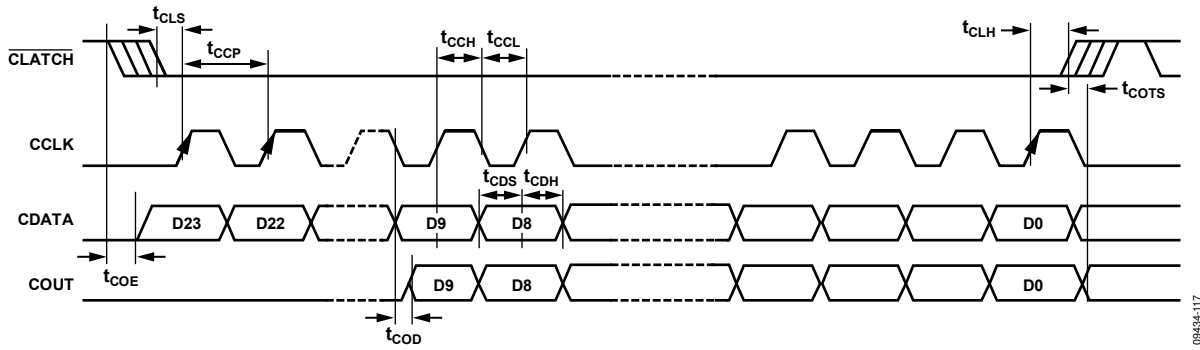 tCLS
tCCP
tCCH
tCCL
tCLH
CLATCH
tCOTS
CCLK
tCDS
tCDH
CDATA
D23
D22
D9
D8
D0
tCOE
COUT
D9
D8
D0
tCOD
09434-117